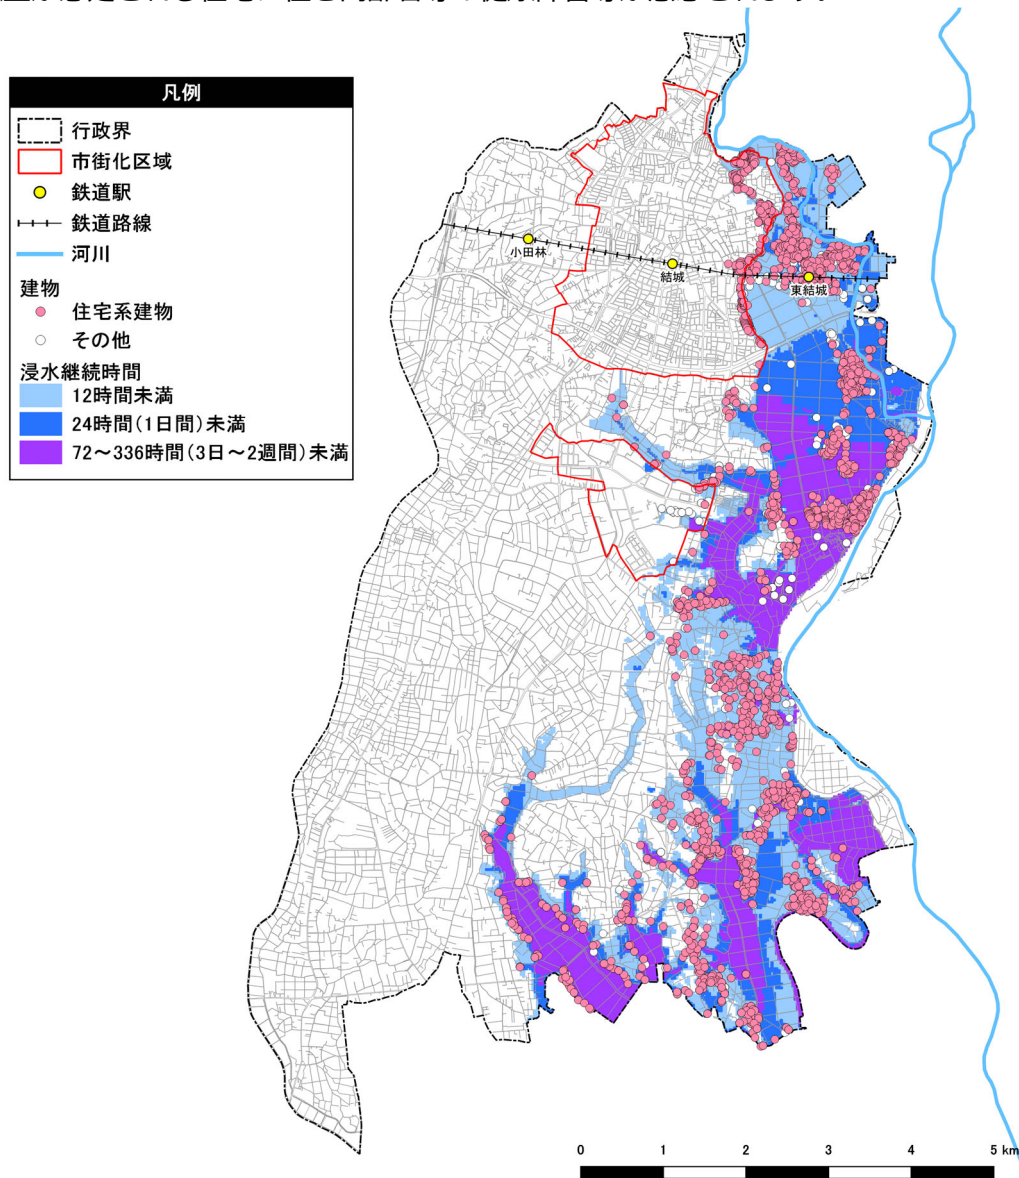 凡例
行政界
市街化区域
鉄道駅
鉄道路線
河川
建物
住宅系建物
その他
浸水継続時間
12時間未満
24時間(1日間)未満
72～336時間(3日～2週間)未満
小田林
結城
東結城
0 1 2 3 4 5 km